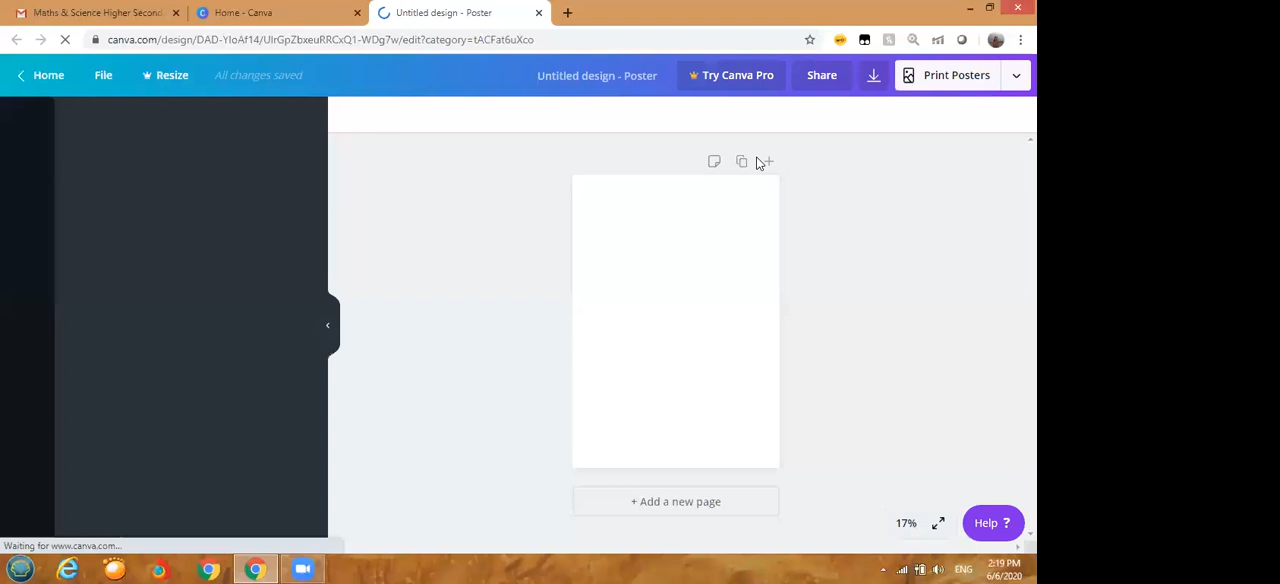 Maths & Science Higher Second
Home - Canva
Untitled design - Poster
canva.com/design/DAD-YIoAf14/UIrGpZbxeuRRCxQ1-WDg7w/edit?category=tACFat6uXco
Home
File
Resize
All changes saved
Untitled design - Poster
Try Canva Pro
Share
Print Posters
+ Add a new page
17%
Help ?
Waiting for www.canva.com...
ENG
2:19 PM
6/6/2020